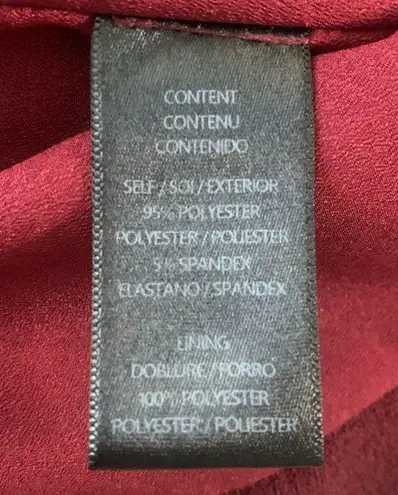 CONTENT
CONTENU
CONTENIDO
SELF / SOI / EXTERIOR
95% POLYESTER
POLYESTER / POLIESTER
5% SPANDEX
ELASTANO / SPANDEX
LINING
DOBLURE / FORRO
100% POLYESTER
POLYESTER / POLIESTER